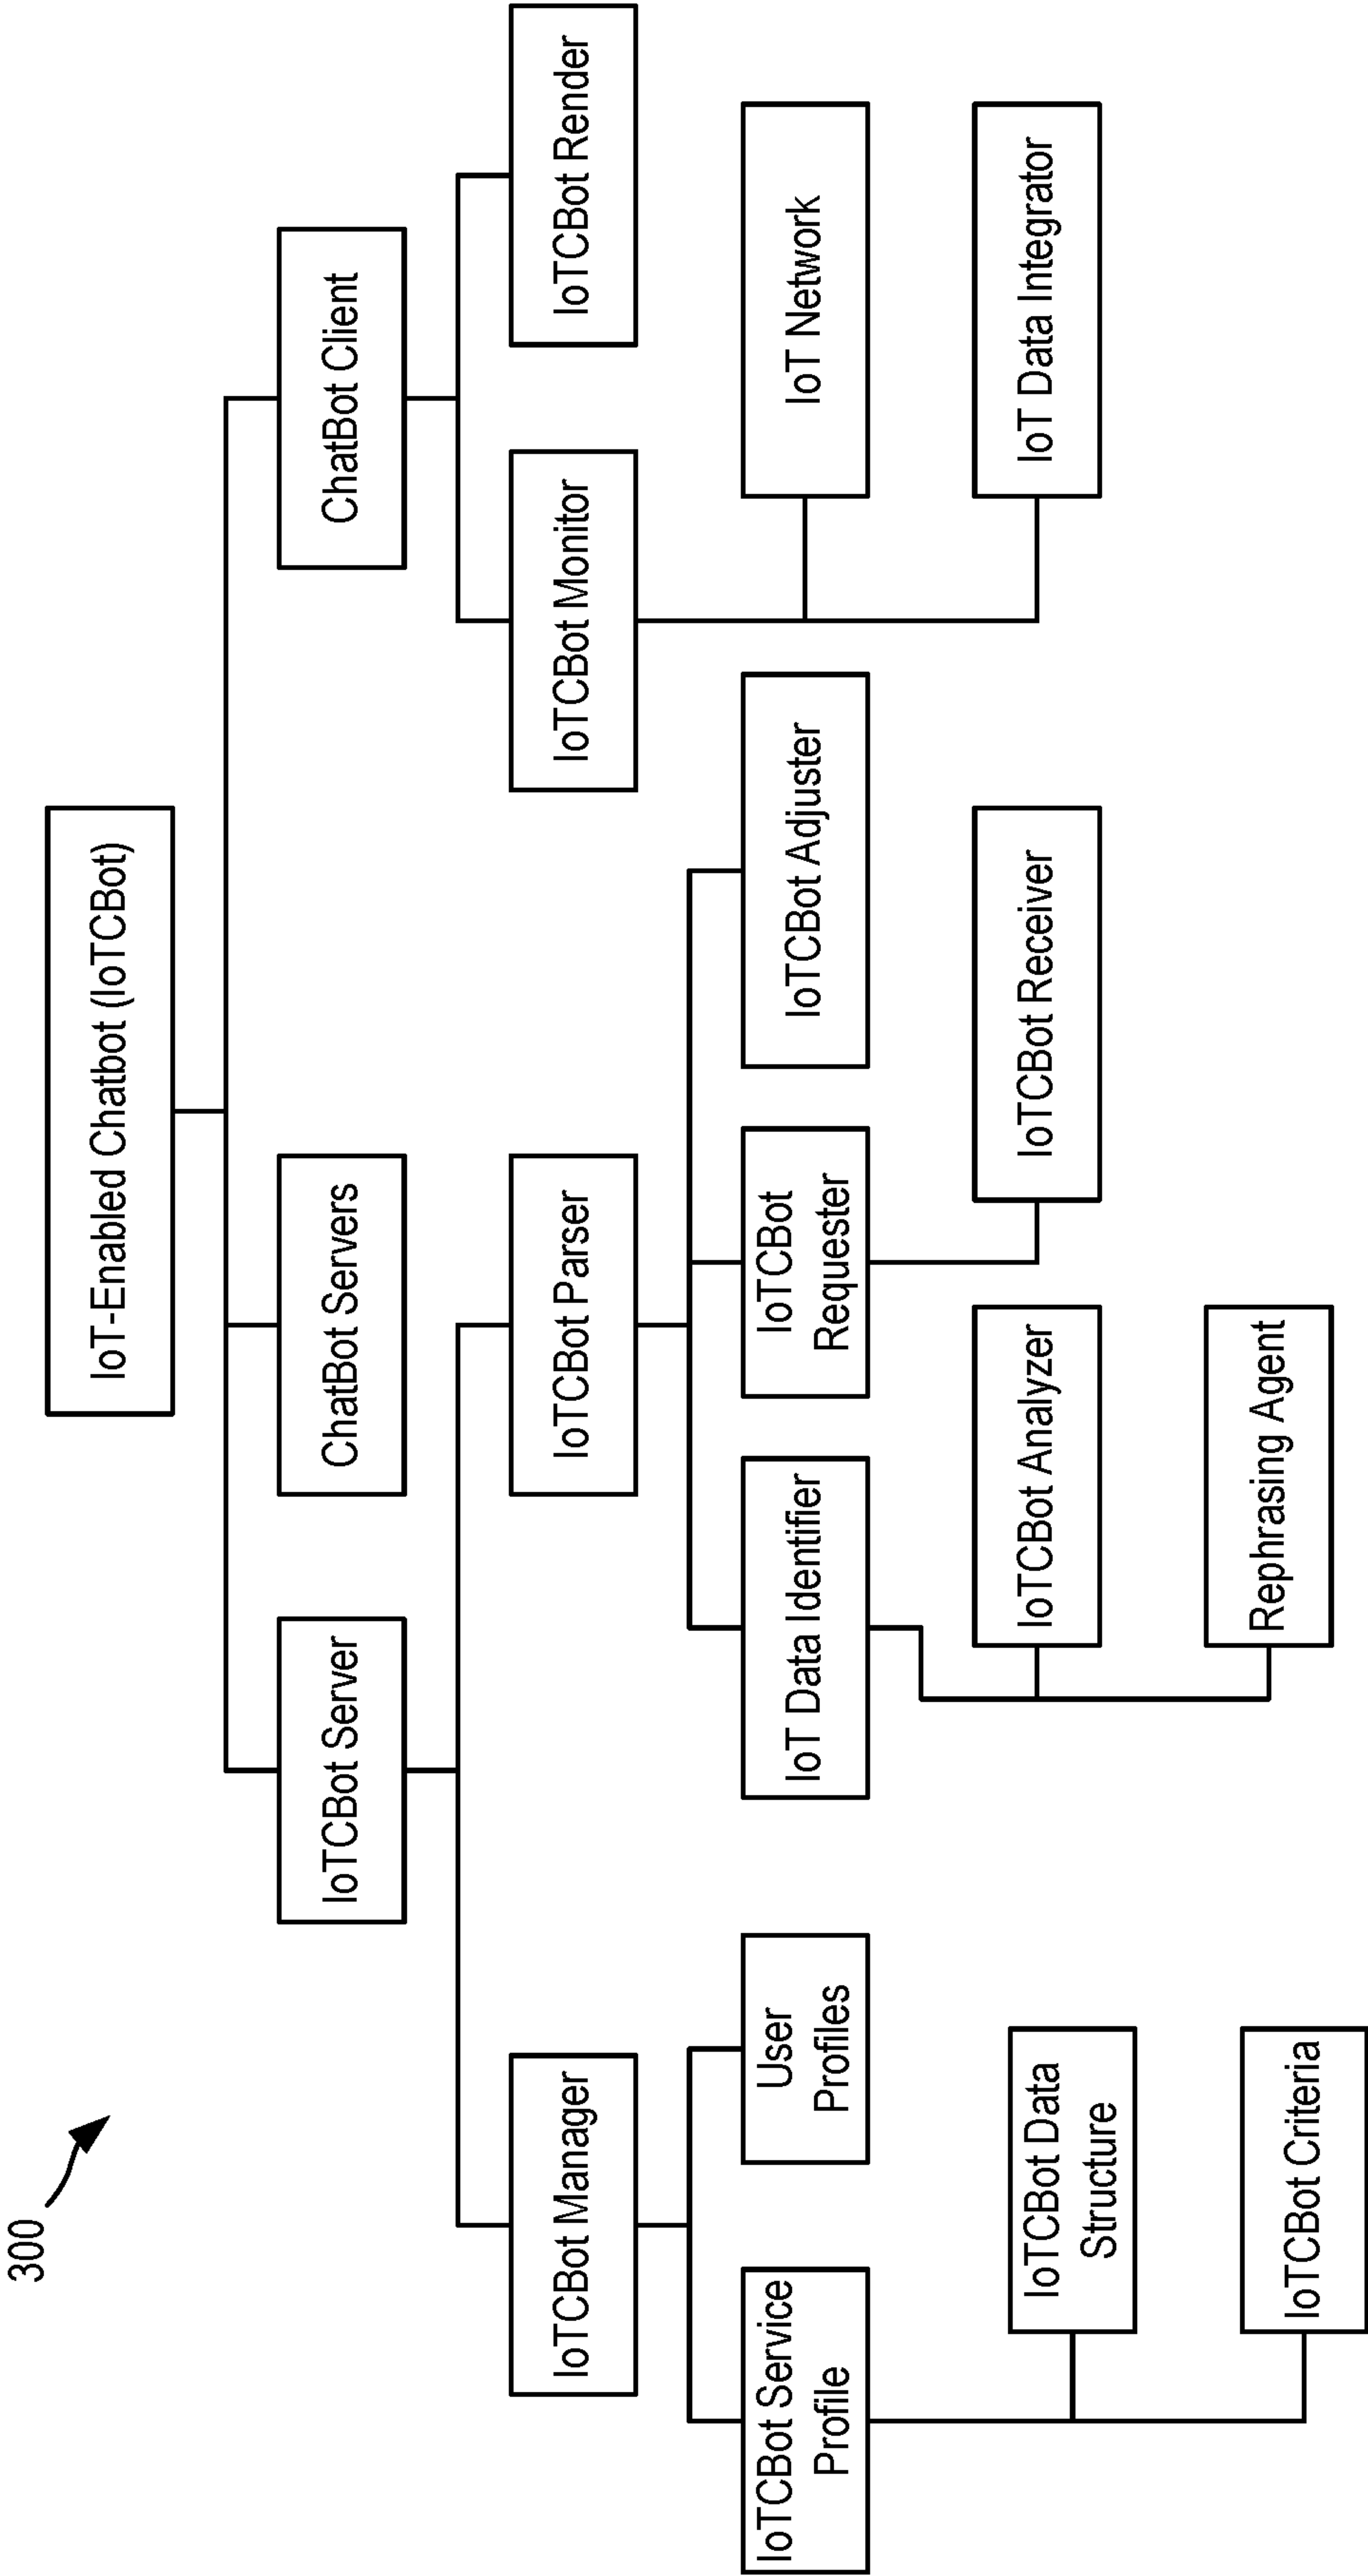 300
IoT-Enabled Chatbot (IoTCBot)
IoTCBot Server
ChatBot Servers
ChatBot Client
IoTCBot Manager
IoTCBot Parser
IoTCBot Monitor
IoTCBot Render
IoTCBot Service
Profile
User
Profiles
IoT Data Identifier
IoTCBot
Requester
IoTCBot Adjuster
IoT Network
IoTCBot Data
Structure
IoTCBot Analyzer
IoTCBot Receiver
IoT Data Integrator
IoTCBot Criteria
Rephrasing Agent